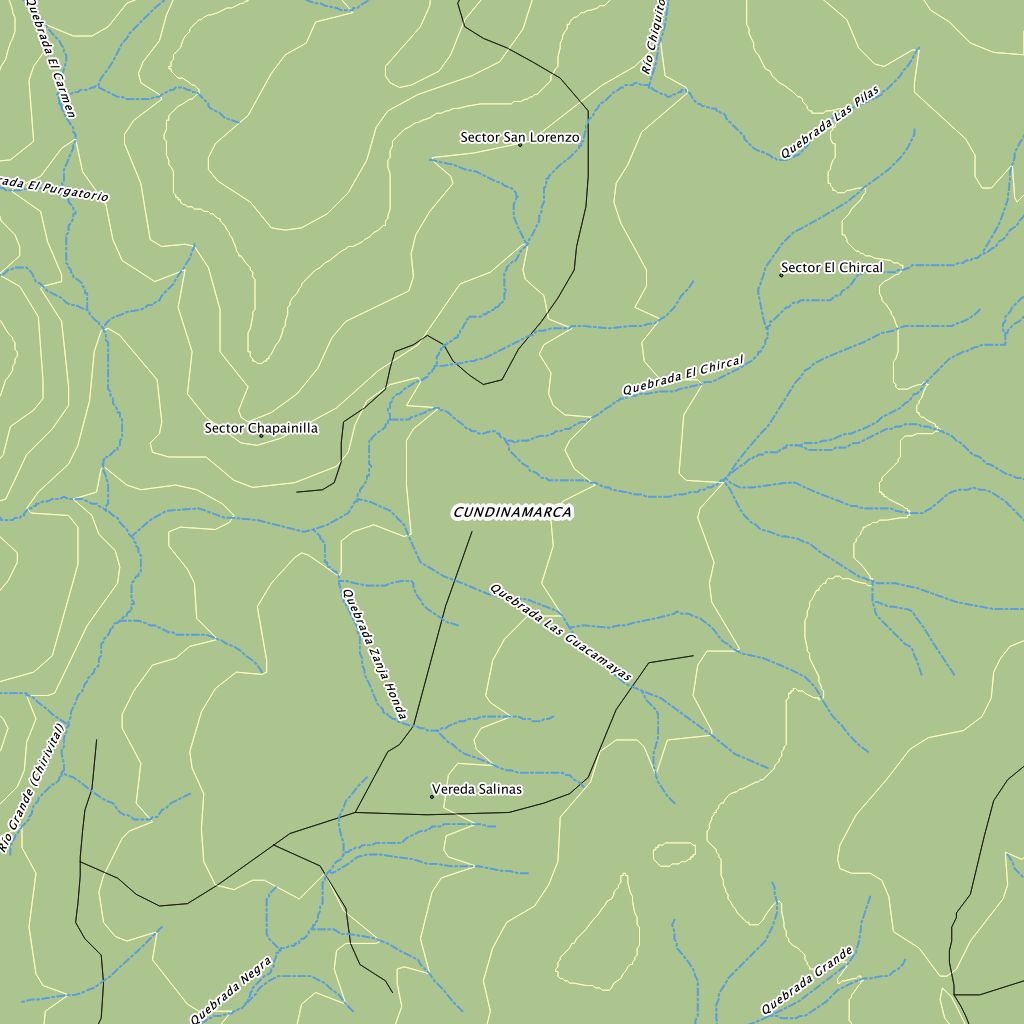 Quebrada El Carmen
Río Chiquito
Quebrada Las Pilas
Sector San Lorenzo
rada El Purgatorio
Sector El Chircal
Quebrada El Chircal
Sector Chapainilla
CUNDINAMARCA
Quebrada Las Guacamayas
Quebrada Zanja Honda
Río Grande (Chirivital)
Vereda Salinas
Quebrada Negra
Quebrada Grande